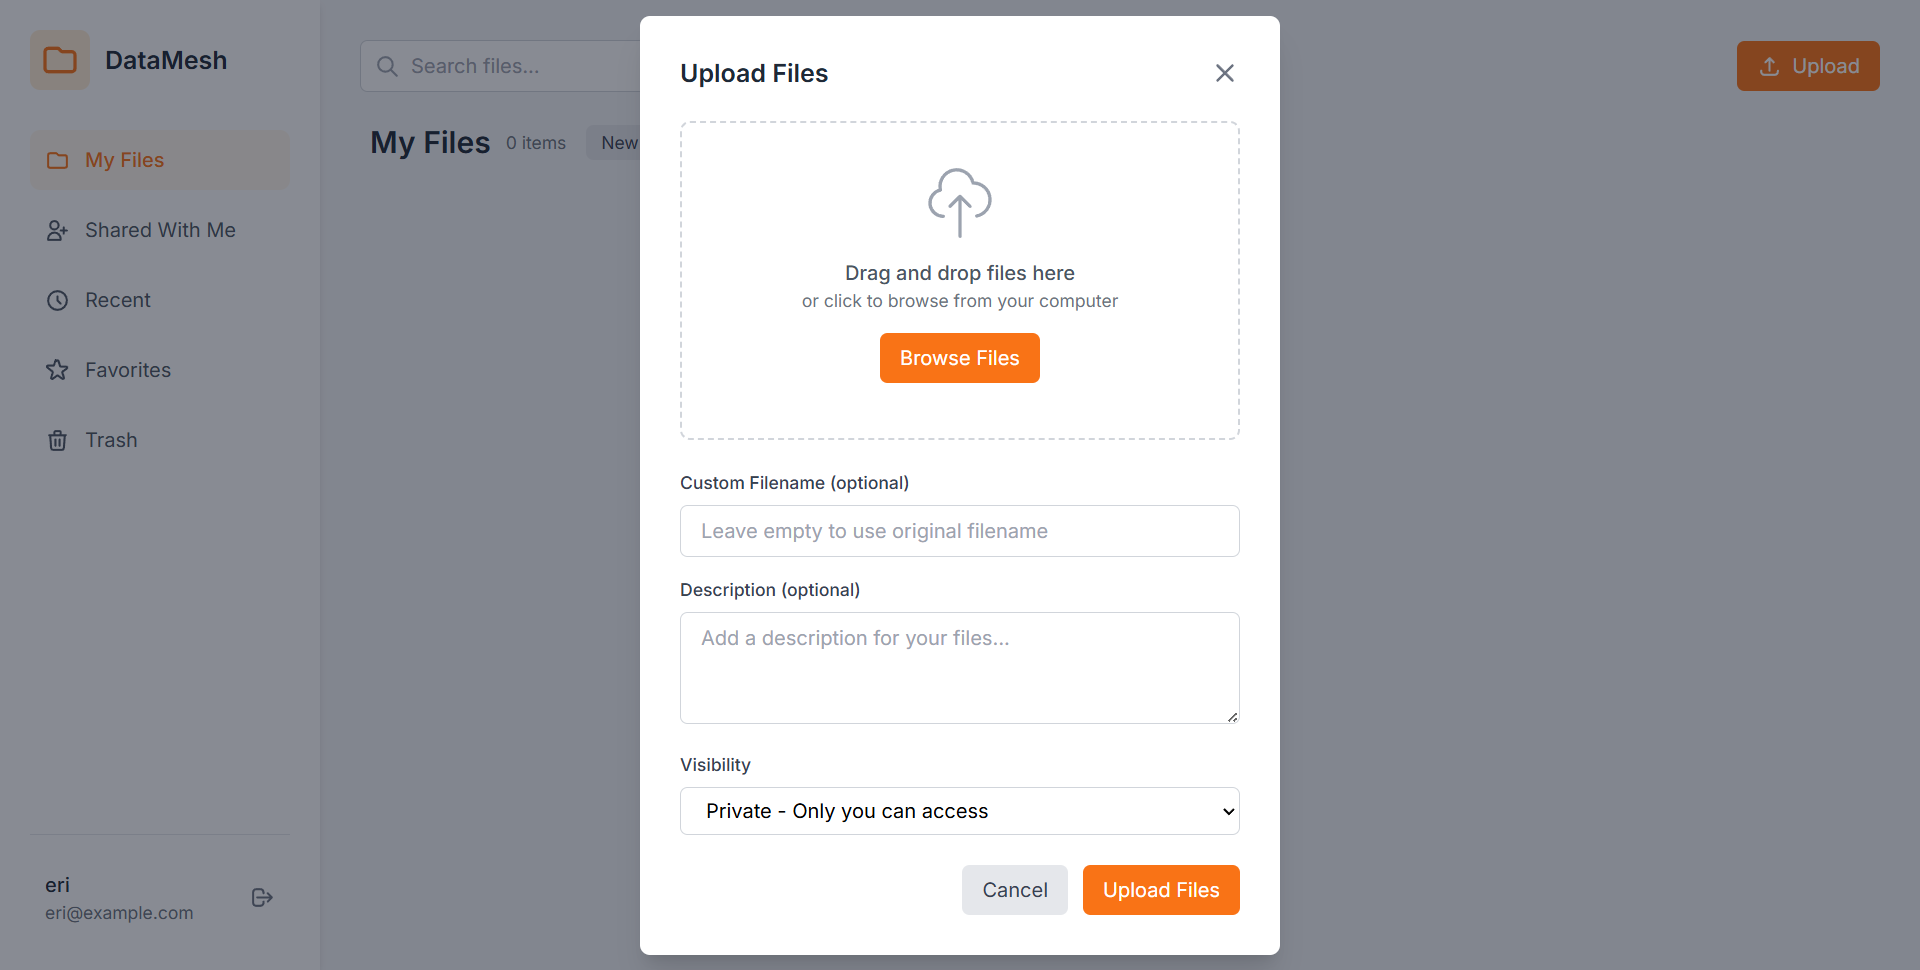 DataMesh
My Files
Shared With Me
Recent
Favorites
Trash
eri
eri@example.com
Search files...
Upload
My Files
0 items
New
Upload Files
Drag and drop files here
or click to browse from your computer
Browse Files
Custom Filename (optional)
Leave empty to use original filename
Description (optional)
Add a description for your files...
Visibility
Private - Only you can access
Cancel
Upload Files